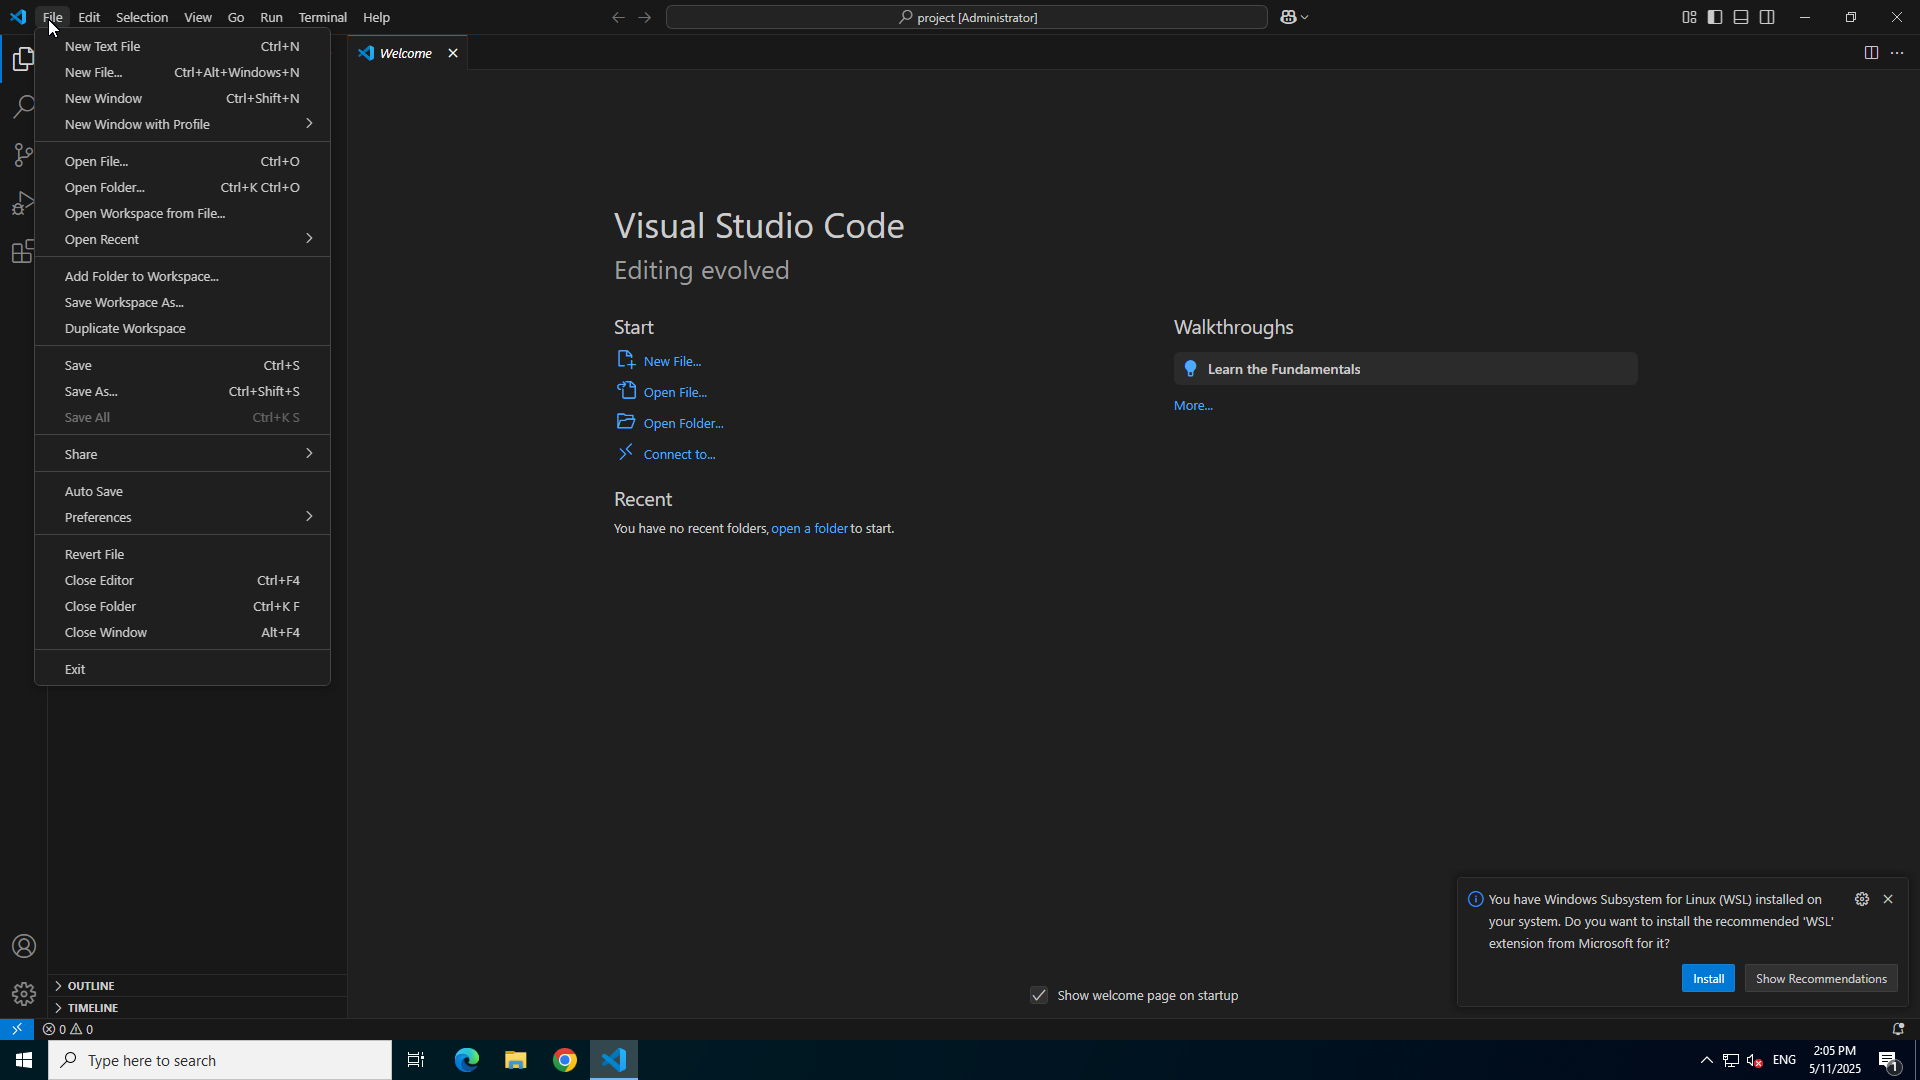 File Edit Selection View Go Run Terminal Help
project [Administrator]
New Text File Ctrl+N
New File... Ctrl+Alt+Windows+N
New Window Ctrl+Shift+N
New Window with Profile
Open File... Ctrl+O
Open Folder... Ctrl+K Ctrl+O
Open Workspace from File...
Open Recent
Add Folder to Workspace...
Save Workspace As...
Duplicate Workspace
Save Ctrl+S
Save As... Ctrl+Shift+S
Save All Ctrl+K S
Share
Auto Save
Preferences
Revert File
Close Editor Ctrl+F4
Close Folder Ctrl+K F
Close Window Alt+F4
Exit
OUTLINE
TIMELINE
Welcome
Visual Studio Code
Editing evolved
Start
New File...
Open File...
Open Folder...
Connect to...
Recent
You have no recent folders, open a folder to start.
Walkthroughs
Learn the Fundamentals
More...
Show welcome page on startup
You have Windows Subsystem for Linux (WSL) installed on
your system. Do you want to install the recommended 'WSL'
extension from Microsoft for it?
Install Show Recommendations
0 0
Type here to search
ENG
2:05 PM
5/11/2025
1